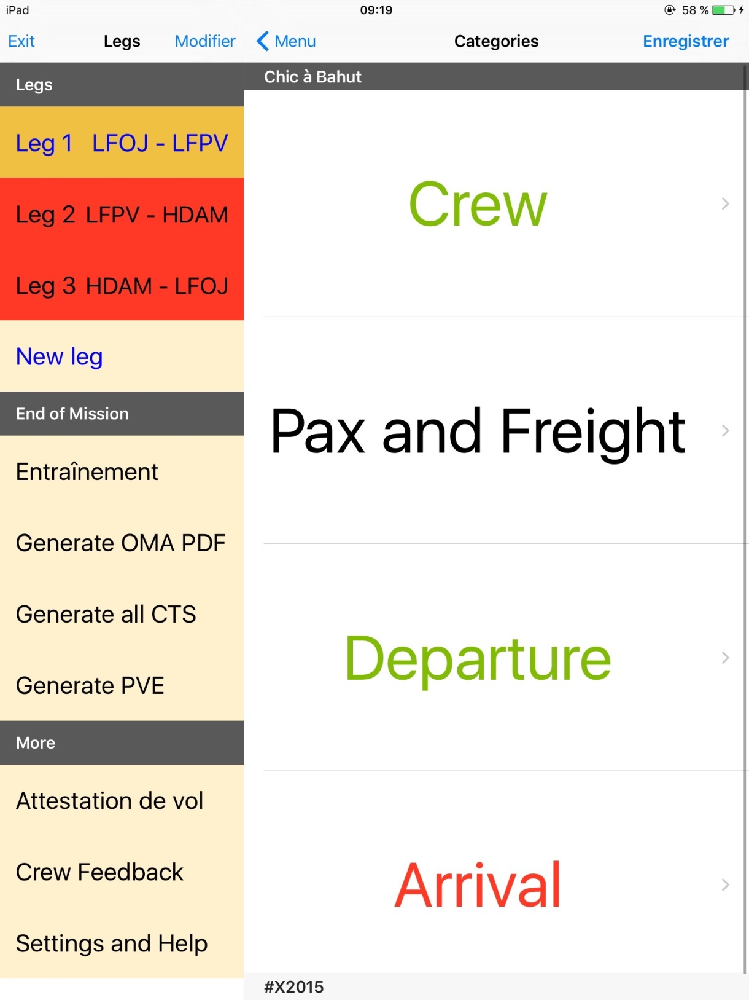 iPad 09:19 58 %
Exit Legs Modifier
Menu Categories Enregistrer
Legs
Leg 1 LFOJ - LFPV
Leg 2 LFPV - HDAM
Leg 3 HDAM - LFOJ
New leg
End of Mission
Entraînement
Generate OMA PDF
Generate all CTS
Generate PVE
More
Attestation de vol
Crew Feedback
Settings and Help
Chic à Bahut
Crew
Pax and Freight
Departure
Arrival
#X2015